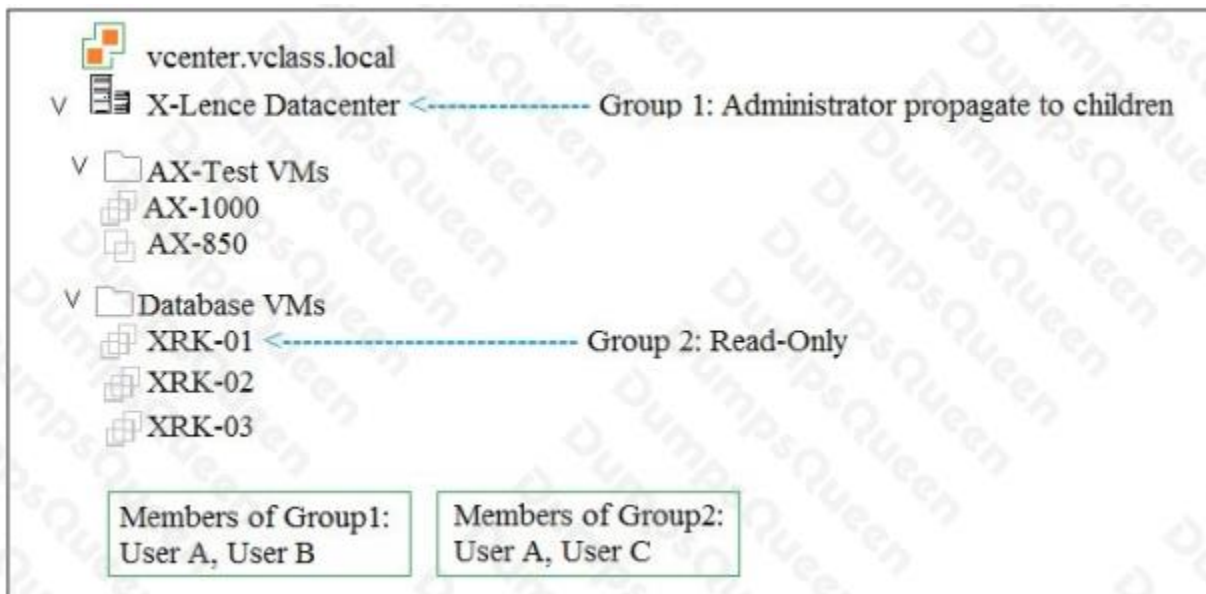 vcenter.vclass.local
X-Lence Datacenter Group 1: Administrator propagate to children
AX-Test VMs
AX-1000
AX-850
Database VMs
XRK-01 Group 2: Read-Only
XRK-02
XRK-03
Members of Group1:
User A, User B
Members of Group2:
User A, User C
DumpsQueen